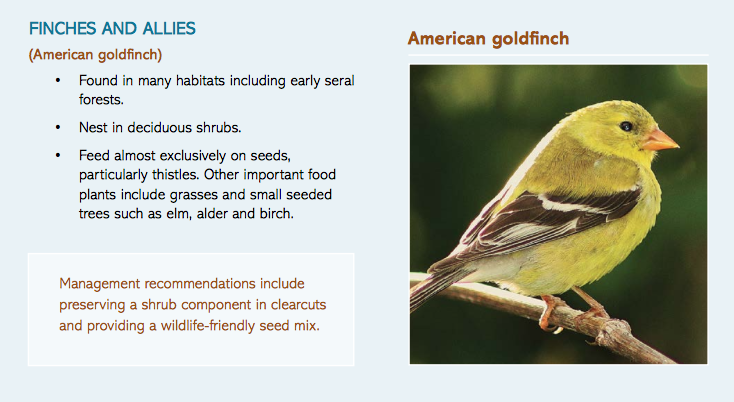 FINCHES AND ALLIES
(American goldfinch)
• Found in many habitats including early seral
forests.
• Nest in deciduous shrubs.
• Feed almost exclusively on seeds,
particularly thistles. Other important food
plants include grasses and small seeded
trees such as elm, alder and birch.
Management recommendations include
preserving a shrub component in clearcuts
and providing a wildlife-friendly seed mix.
American goldfinch